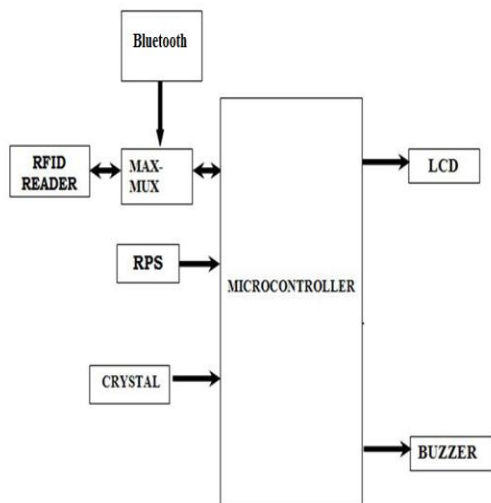 Bluetooth
RFID
READER
MAX-
MUX
LCD
RPS
MICROCONTROLLER
CRYSTAL
BUZZER